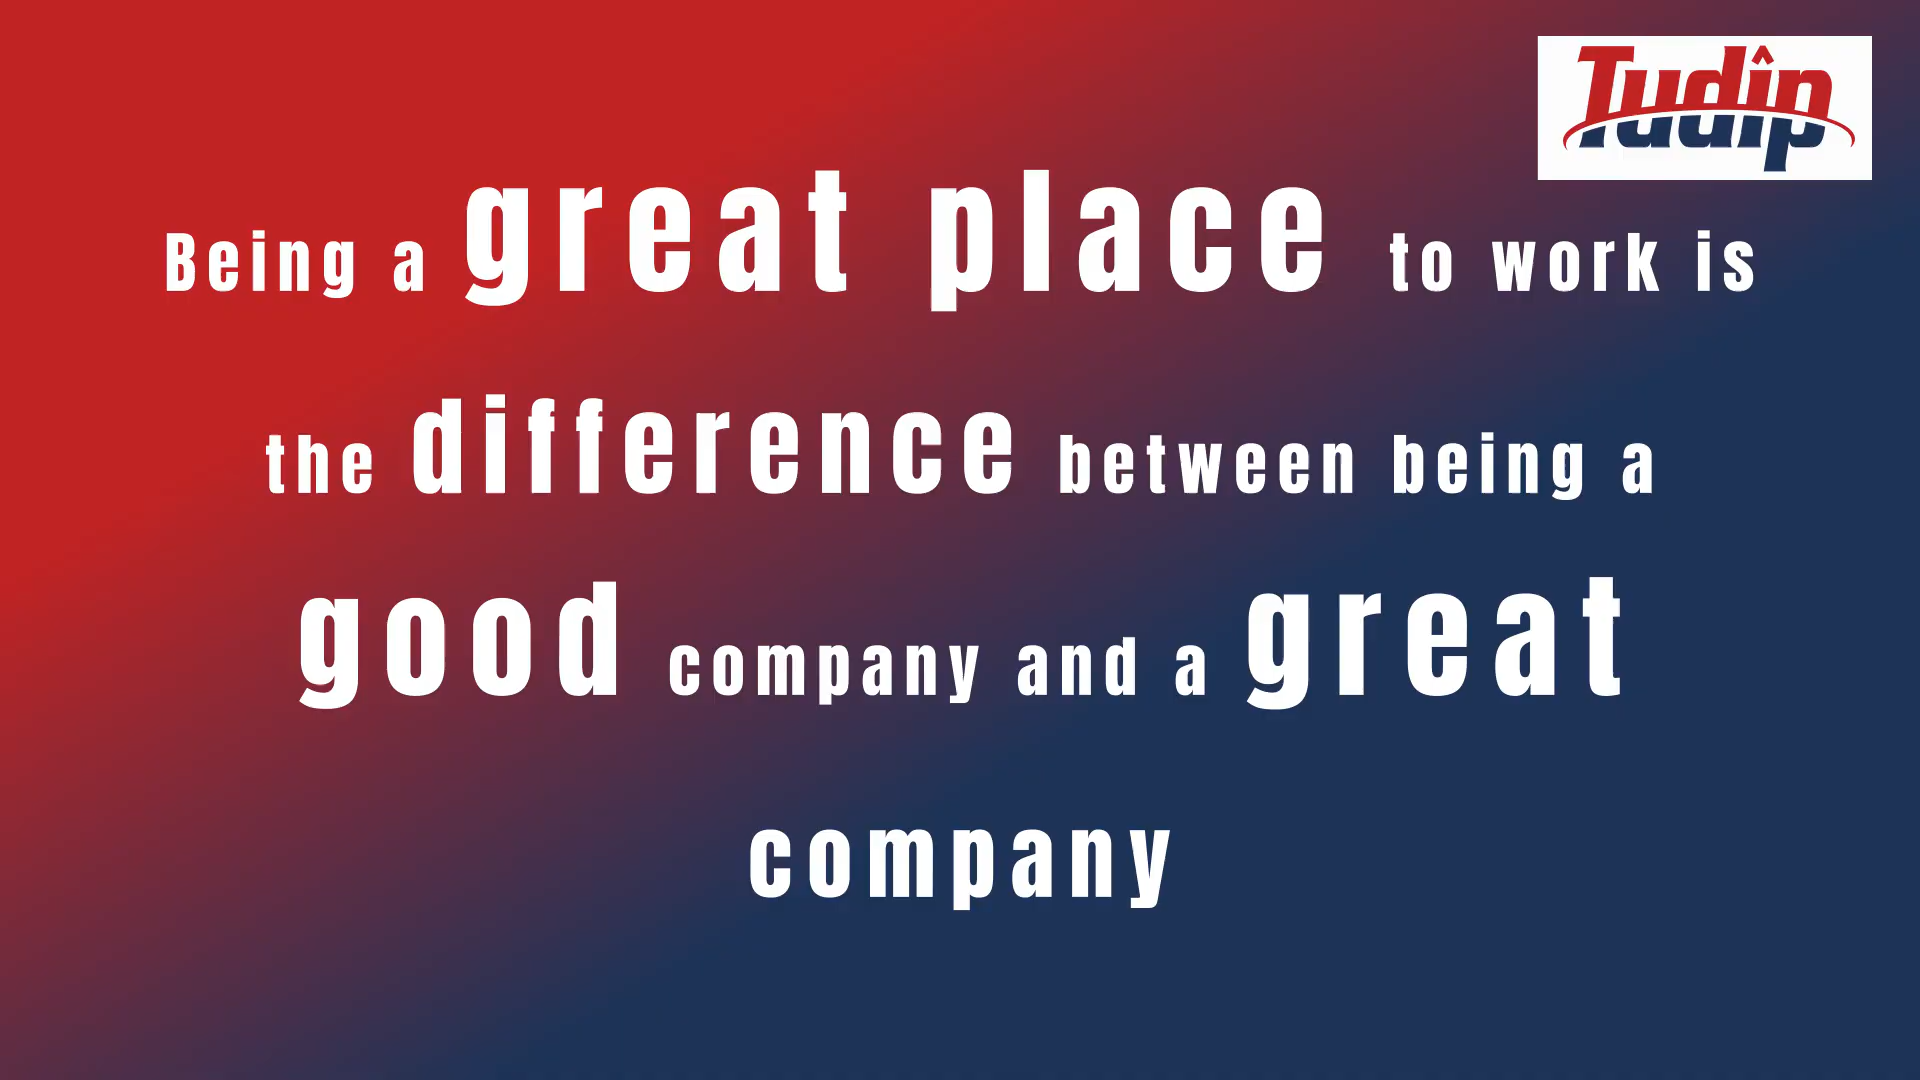 Tudip
Being a great place to work is
the difference between being a
good company and a great
company